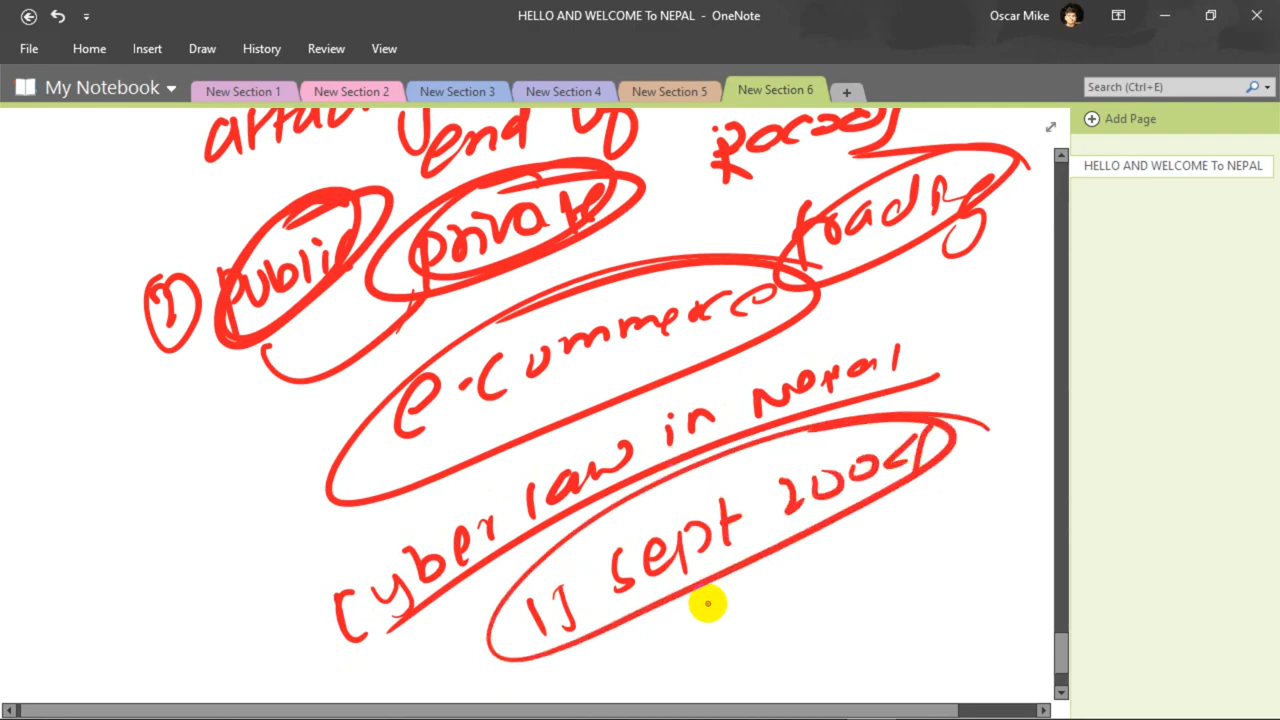 HELLO AND WELCOME To NEPAL - OneNote
Oscar Mike
File Home Insert Draw History Review View
My Notebook
New Section 1 New Section 2 New Section 3 New Section 4 New Section 5 New Section 6
Search (Ctrl+E)
Add Page
HELLO AND WELCOME To NEPAL
public private
e-commerce trading
Cyber law in Nepal
sept 2004